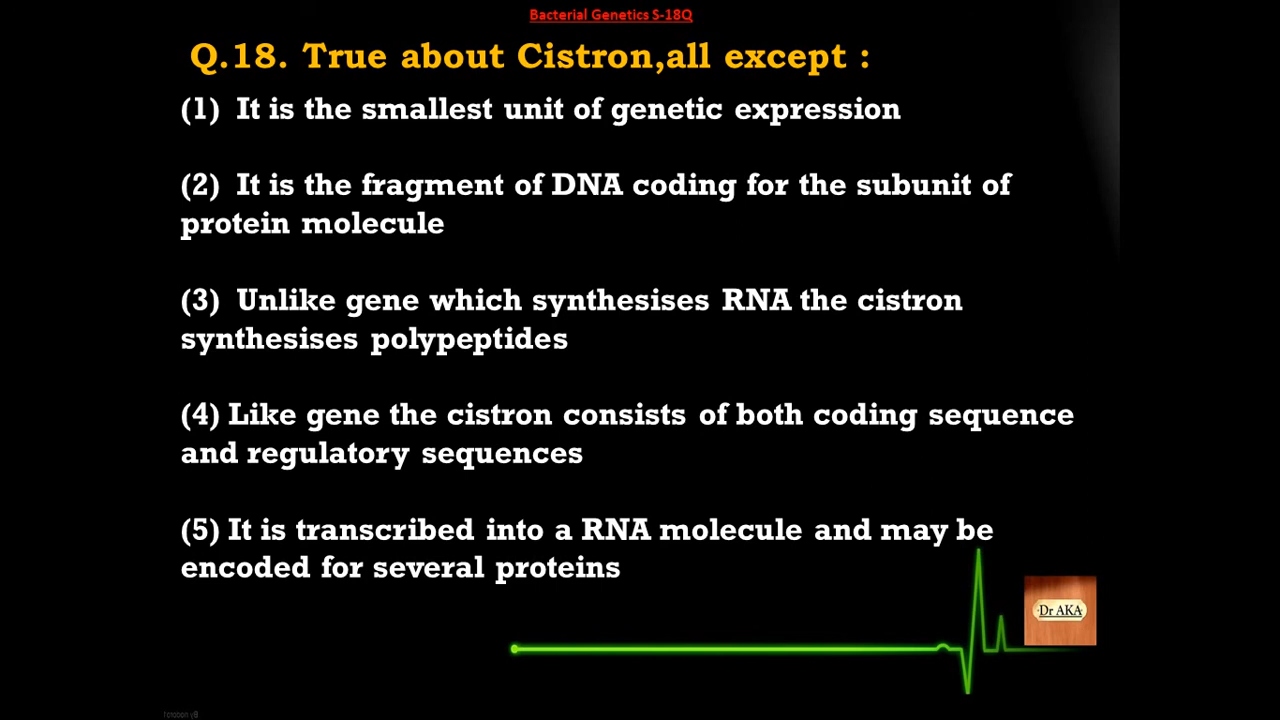 Bacterial Genetics S-18Q
Q.18. True about Cistron,all except :
(1) It is the smallest unit of genetic expression
(2) It is the fragment of DNA coding for the subunit of
protein molecule
(3) Unlike gene which synthesises RNA the cistron
synthesises polypeptides
(4) Like gene the cistron consists of both coding sequence
and regulatory sequences
(5) It is transcribed into a RNA molecule and may be
encoded for several proteins
Dr AKA